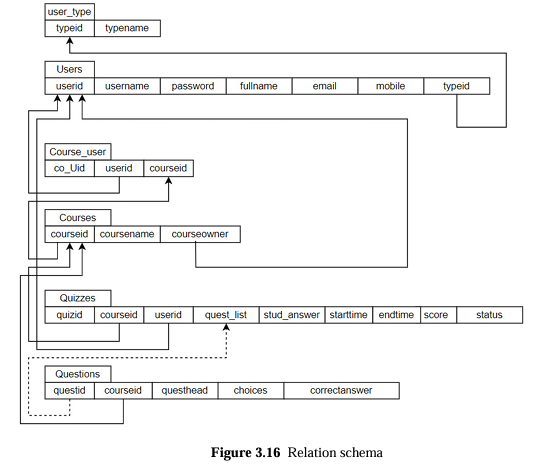 user_type
typeid typename
Users
userid username password fullname email mobile typeid
Course_user
co_Uid userid courseid
Courses
courseid coursename courseowner
Quizzes
quizid courseid userid quest_list stud_answer starttime endtime score status
Questions
questid courseid questhead choices correctanswer
Figure 3.16 Relation schema